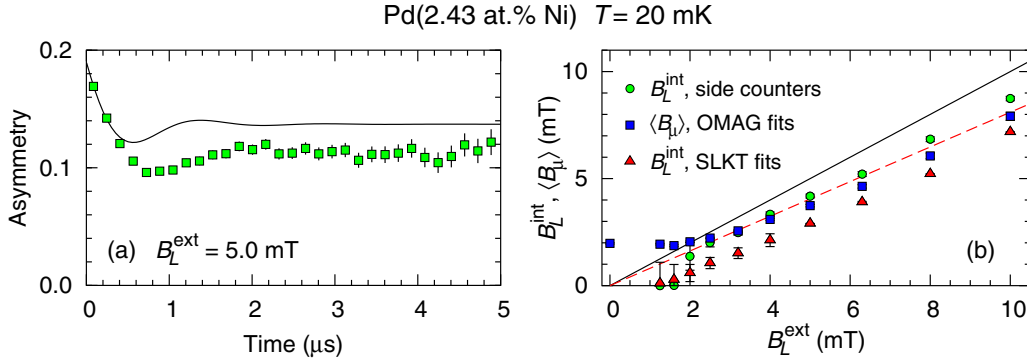 Pd(2.43 at.% Ni) T = 20 mK
0.2
0.1
0.0
Asymmetry
(a) B_L^ext = 5.0 mT
0 1 2 3 4 5
Time (μs)
10
5
0
B_L^int, ⟨B_μ⟩ (mT)
B_L^int, side counters
⟨B_μ⟩, OMAG fits
B_L^int, SLKT fits
(b)
0 2 4 6 8 10
B_L^ext (mT)